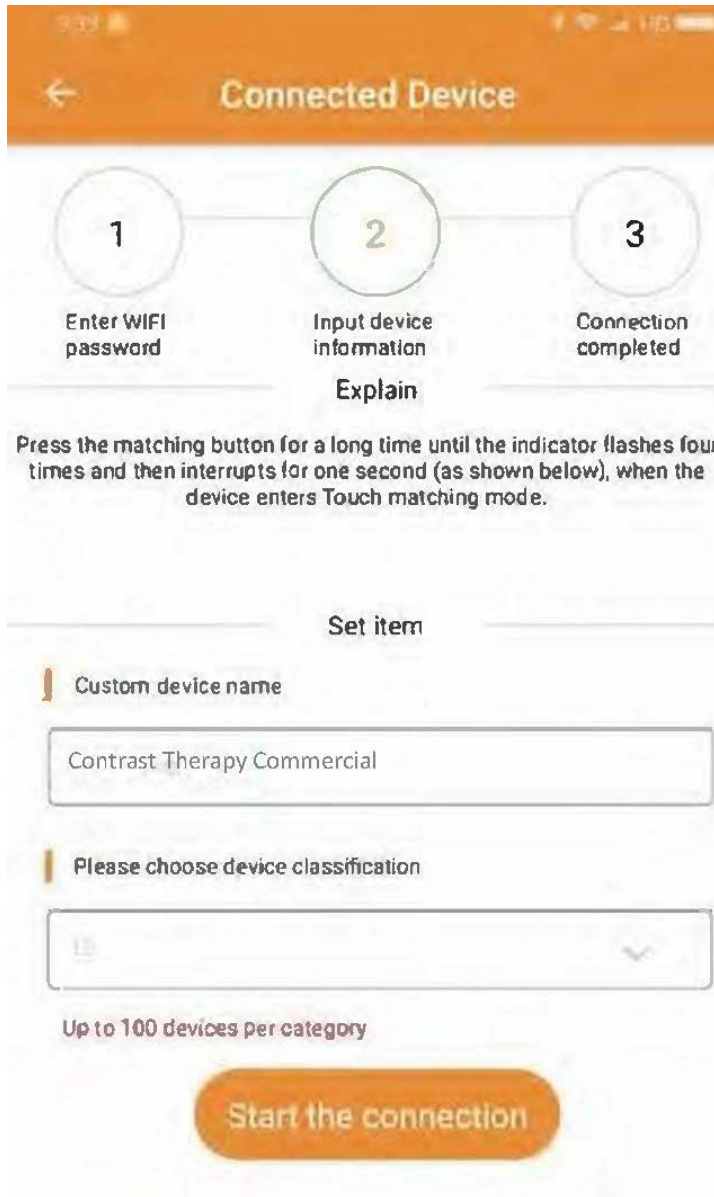 3:39
HD
Connected Device
1
2
3
Enter WIFI
password
Input device
information
Connection
completed
Explain
Press the matching button for a long time until the indicator flashes four
times and then interrupts for one second (as shown below), when the
device enters Touch matching mode.
Set item
Custom device name
Contrast Therapy Commercial
Please choose device classification
Up to 100 devices per category
Start the connection